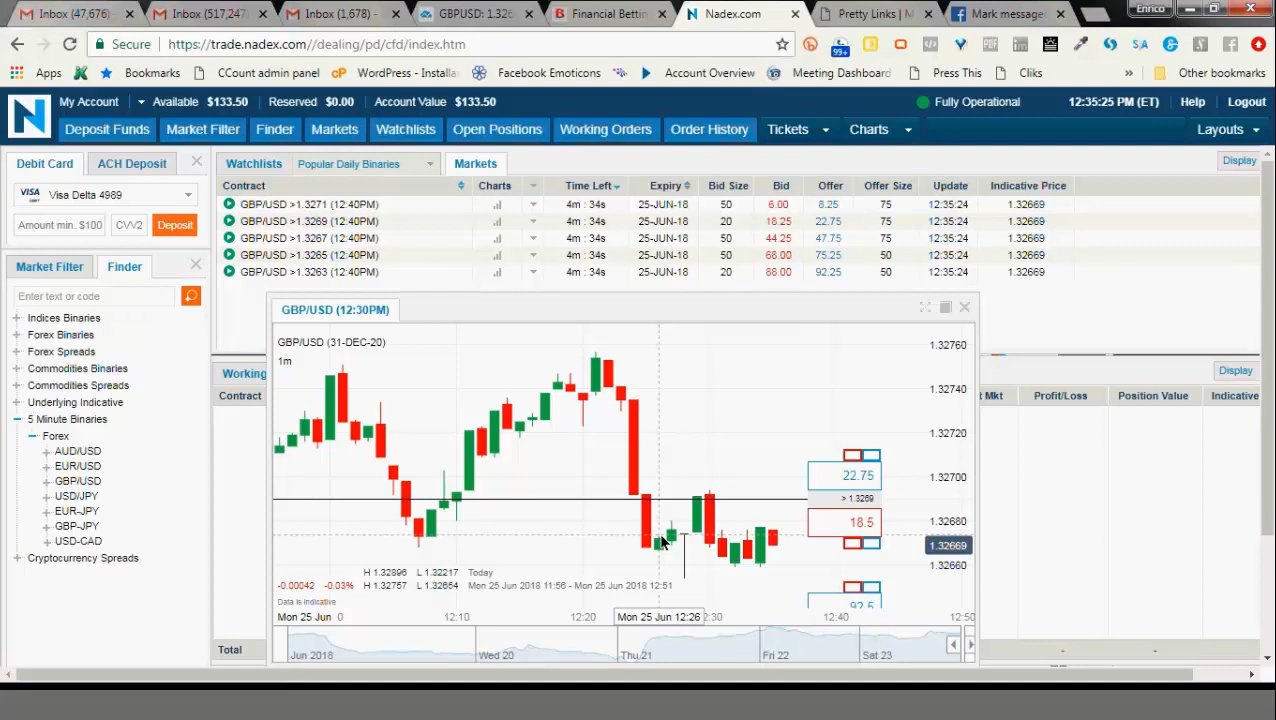 Inbox (47,676)
Inbox (517,247)
Inbox (1,678) -
GBPUSD: 1.326
Financial Bettin
Nadex.com
Pretty Links | M
Mark message
Enrico
Secure
https://trade.nadex.com//dealing/pd/cfd/index.htm
99+
Apps
Bookmarks
CCount admin panel
cP
WordPress - Installa
Facebook Emoticons
Account Overview
Meeting Dashboard
Press This
Cliks
»
Other bookmarks
My Account
Available $133.50
Reserved $0.00
Account Value $133.50
Fully Operational
12:35:25 PM (ET)
Help
Logout
Deposit Funds
Market Filter
Finder
Markets
Watchlists
Open Positions
Working Orders
Order History
Tickets
Charts
Layouts
Debit Card
ACH Deposit
VISA DEBIT
Visa Delta 4989
Amount min. $100
CVV2
Deposit
Market Filter
Finder
Enter text or code
Indices Binaries
Forex Binaries
Forex Spreads
Commodities Binaries
Commodities Spreads
Underlying Indicative
5 Minute Binaries
Forex
AUD/USD
EUR/USD
GBP/USD
USD/JPY
EUR-JPY
GBP-JPY
USD-CAD
Cryptocurrency Spreads
Watchlists
Popular Daily Binaries
Markets
Display
Contract Charts Time Left Expiry Bid Size Bid Offer Offer Size Update Indicative Price
GBP/USD >1.3271 (12:40PM) 4m : 34s 25-JUN-18 50 6.00 8.25 75 12:35:24 1.32669
GBP/USD >1.3269 (12:40PM) 4m : 34s 25-JUN-18 20 18.25 22.75 75 12:35:24 1.32669
GBP/USD >1.3267 (12:40PM) 4m : 34s 25-JUN-18 50 44.25 47.75 75 12:35:24 1.32669
GBP/USD >1.3265 (12:40PM) 4m : 34s 25-JUN-18 50 68.00 75.25 50 12:35:24 1.32669
GBP/USD >1.3263 (12:40PM) 4m : 34s 25-JUN-18 20 88.00 92.25 50 12:35:24 1.32669
GBP/USD (12:30PM)
GBP/USD (31-DEC-20)
1m
1.32760
1.32740
1.32720
1.32700
1.32680
1.32669
1.32660
22.75
> 1.3269
18.5
92.5
H 1.32896 L 1.32217 Today
-0.00042 -0.03% H 1.32767 L 1.32654 Mon 25 Jun 2018 11:56 - Mon 25 Jun 2018 12:51
Data is indicative
Mon 25 Jun 0 12:10 12:20 Mon 25 Jun 12:26 2:30 12:40 12:50
Jun 2018 Wed 20 Thu 21 Fri 22 Sat 23
Working
Display
Contract
t Mkt Profit/Loss Position Value Indicative
Total - -